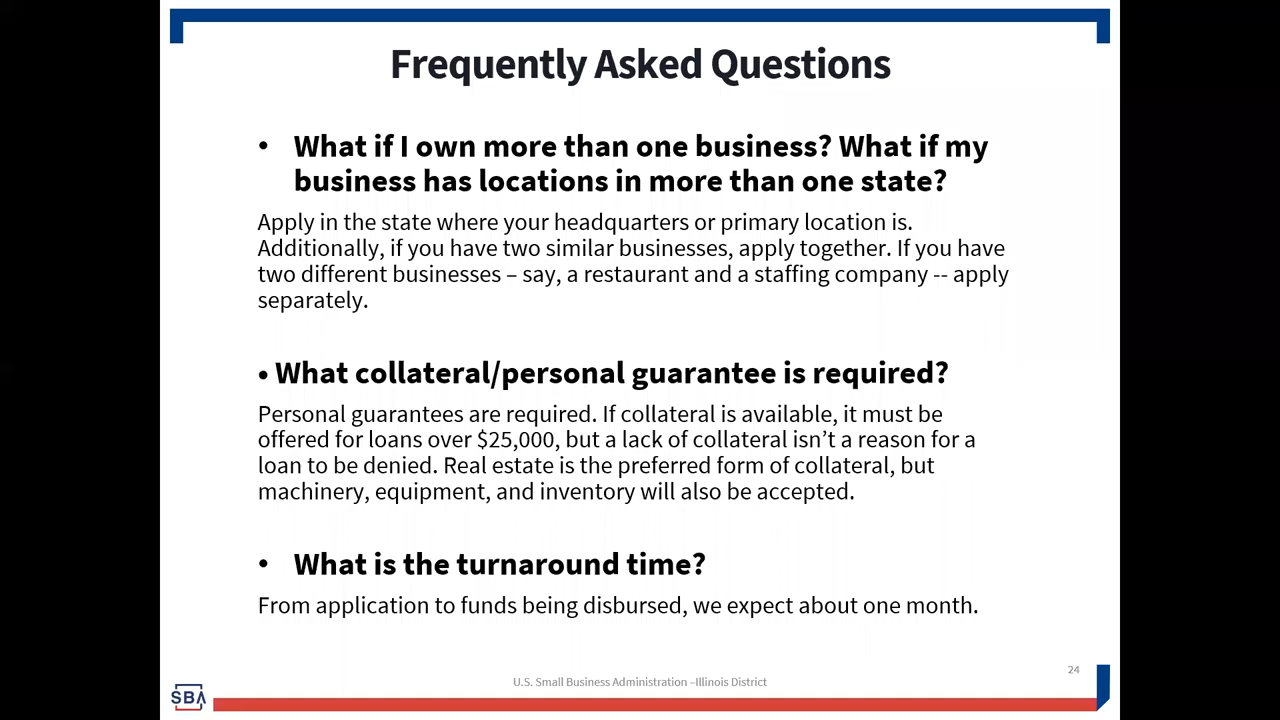 Frequently Asked Questions
• What if I own more than one business? What if my
business has locations in more than one state?
Apply in the state where your headquarters or primary location is.
Additionally, if you have two similar businesses, apply together. If you have
two different businesses – say, a restaurant and a staffing company -- apply
separately.
• What collateral/personal guarantee is required?
Personal guarantees are required. If collateral is available, it must be
offered for loans over $25,000, but a lack of collateral isn’t a reason for a
loan to be denied. Real estate is the preferred form of collateral, but
machinery, equipment, and inventory will also be accepted.
• What is the turnaround time?
From application to funds being disbursed, we expect about one month.
24
U.S. Small Business Administration –Illinois District
SBA